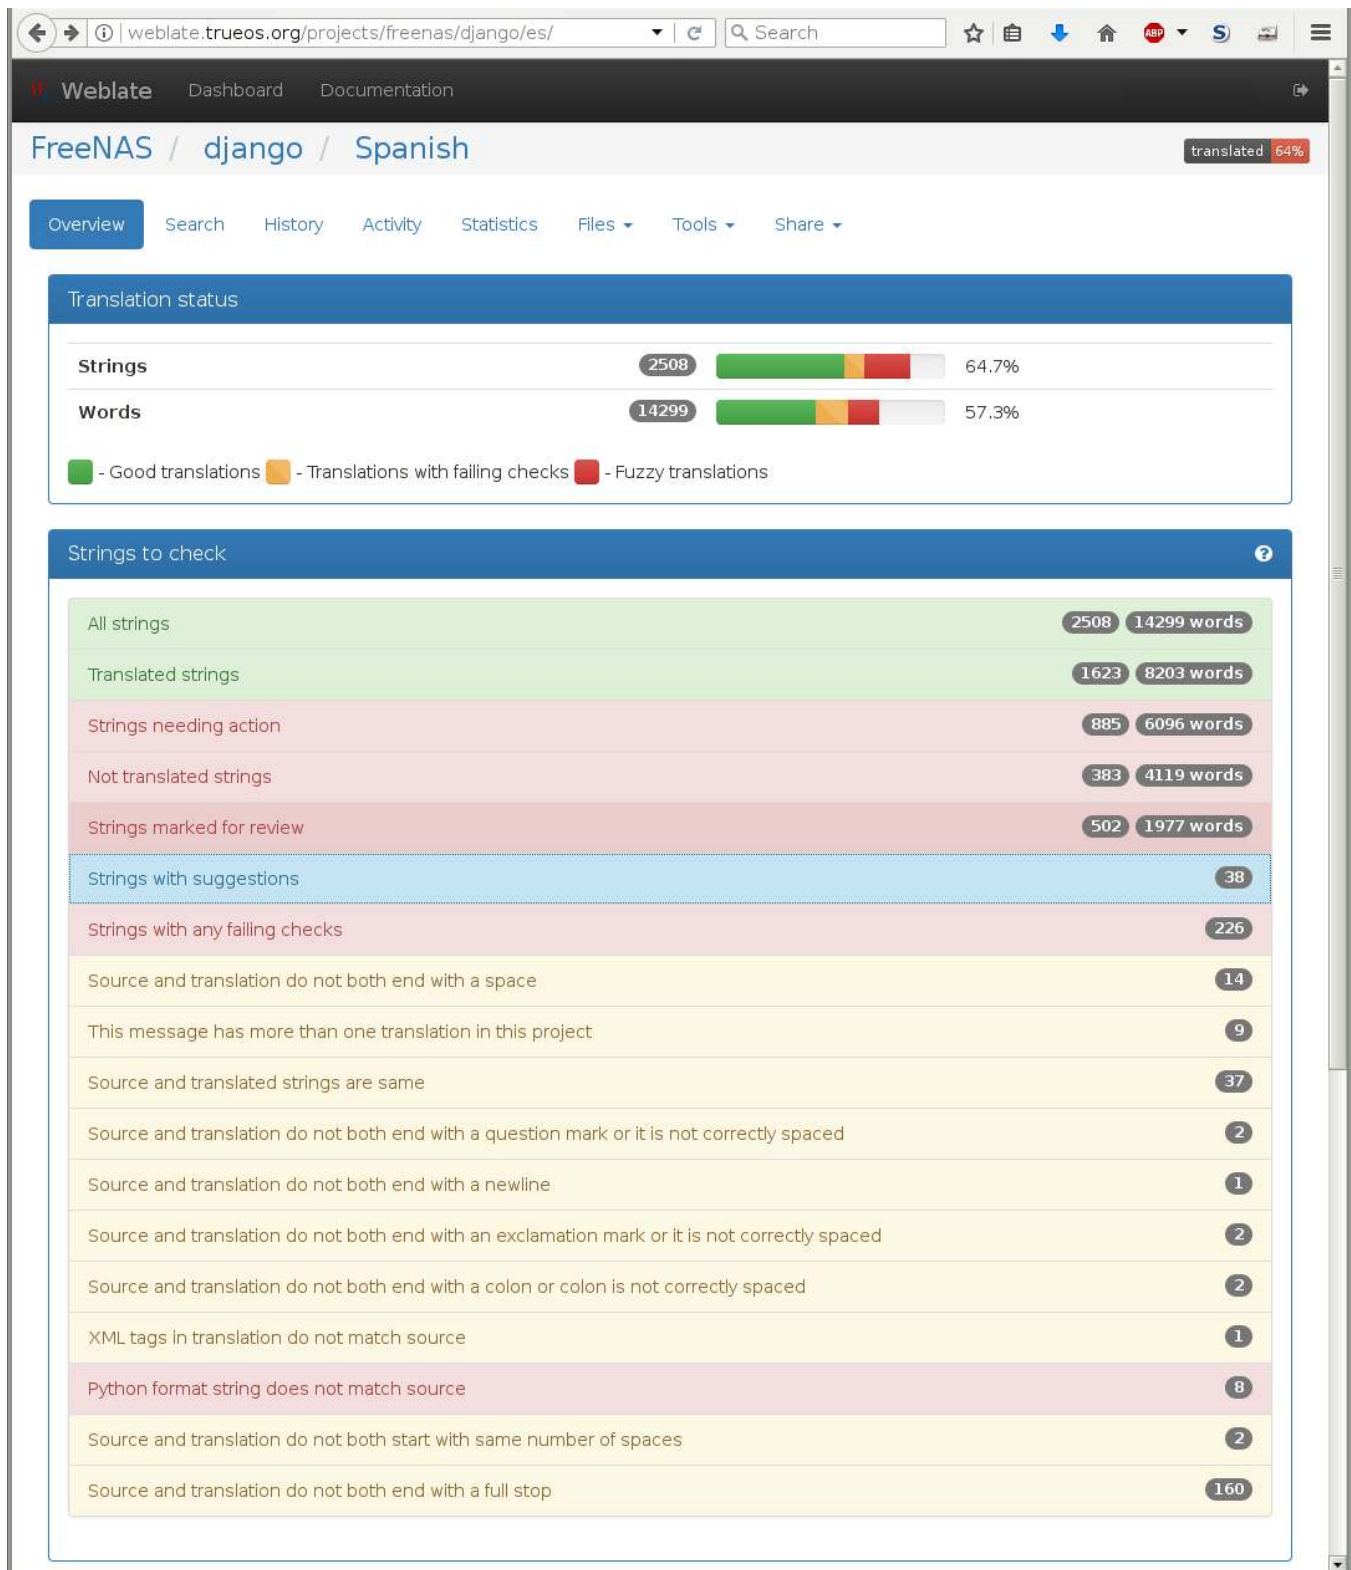 weblate.trueos.org/projects/freenas/django/es/ Search ABP S
Weblate Dashboard Documentation
FreeNAS / django / Spanish translated 64%
Overview Search History Activity Statistics Files Tools Share
Translation status
Strings 2508 64.7%
Words 14299 57.3%
- Good translations - Translations with failing checks - Fuzzy translations
Strings to check ?
All strings 2508 14299 words
Translated strings 1623 8203 words
Strings needing action 885 6096 words
Not translated strings 383 4119 words
Strings marked for review 502 1977 words
Strings with suggestions 38
Strings with any failing checks 226
Source and translation do not both end with a space 14
This message has more than one translation in this project 9
Source and translated strings are same 37
Source and translation do not both end with a question mark or it is not correctly spaced 2
Source and translation do not both end with a newline 1
Source and translation do not both end with an exclamation mark or it is not correctly spaced 2
Source and translation do not both end with a colon or colon is not correctly spaced 2
XML tags in translation do not match source 1
Python format string does not match source 8
Source and translation do not both start with same number of spaces 2
Source and translation do not both end with a full stop 160